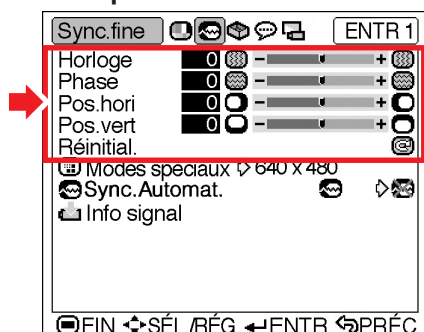 Sync.fine ENTR 1
Horloge 0 - +
Phase 0 - +
Pos.hori 0 - +
Pos.vert 0 - +
Réinitial.
Modes spéciaux 640 x 480
Sync.Automat.
Info signal
FIN SÉL./RÉG ENTR PRÉC